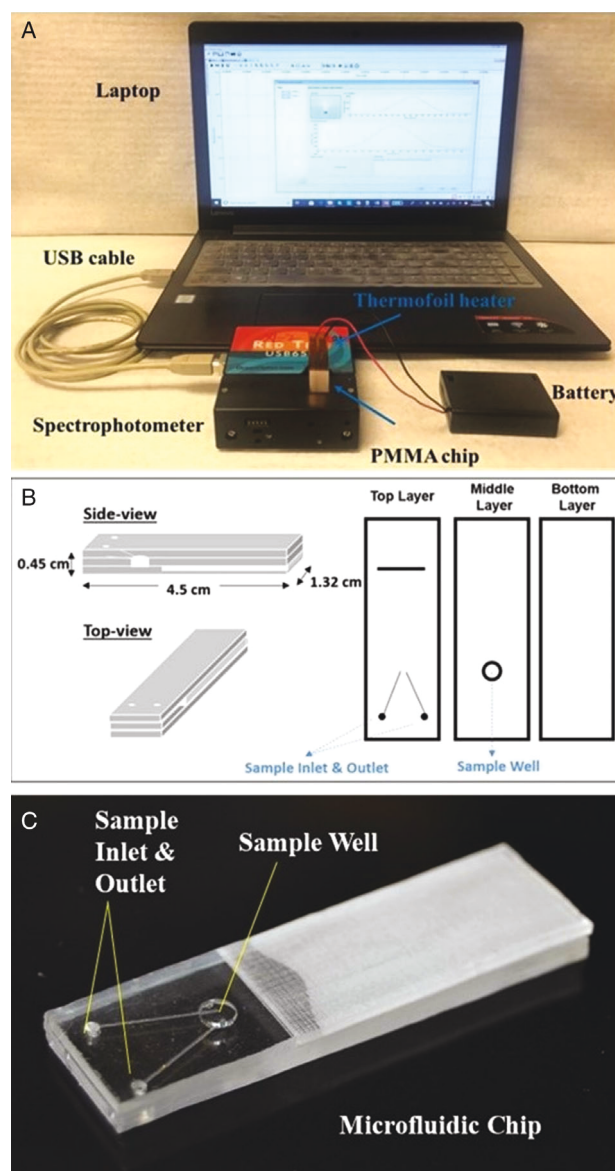 A
Laptop
USB cable
Thermofoil heater
RED TI
USB65
Battery
Spectrophotometer
PMMA chip
B
Side-view
0.45 cm
4.5 cm
1.32 cm
Top-view
Top Layer
Middle
Layer
Bottom
Layer
Sample Inlet & Outlet
Sample Well
C
Sample
Inlet &
Outlet
Sample Well
Microfluidic Chip